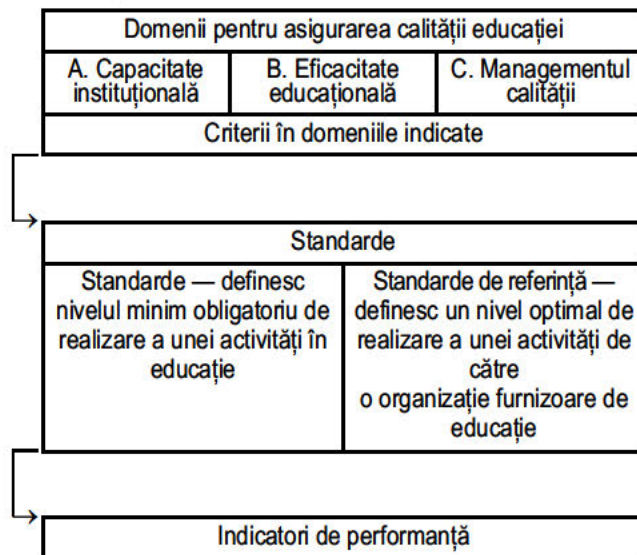 Domenii pentru asigurarea calității educației
A. Capacitate
instituțională
B. Eficacitate
educațională
C. Managementul
calității
Criterii în domeniile indicate
Standarde
Standarde — definesc
nivelul minim obligatoriu de
realizare a unei activități în
educație
Standarde de referință —
definesc un nivel optimal de
realizare a unei activități de
către
o organizație furnizoare de
educație
Indicatori de performanță